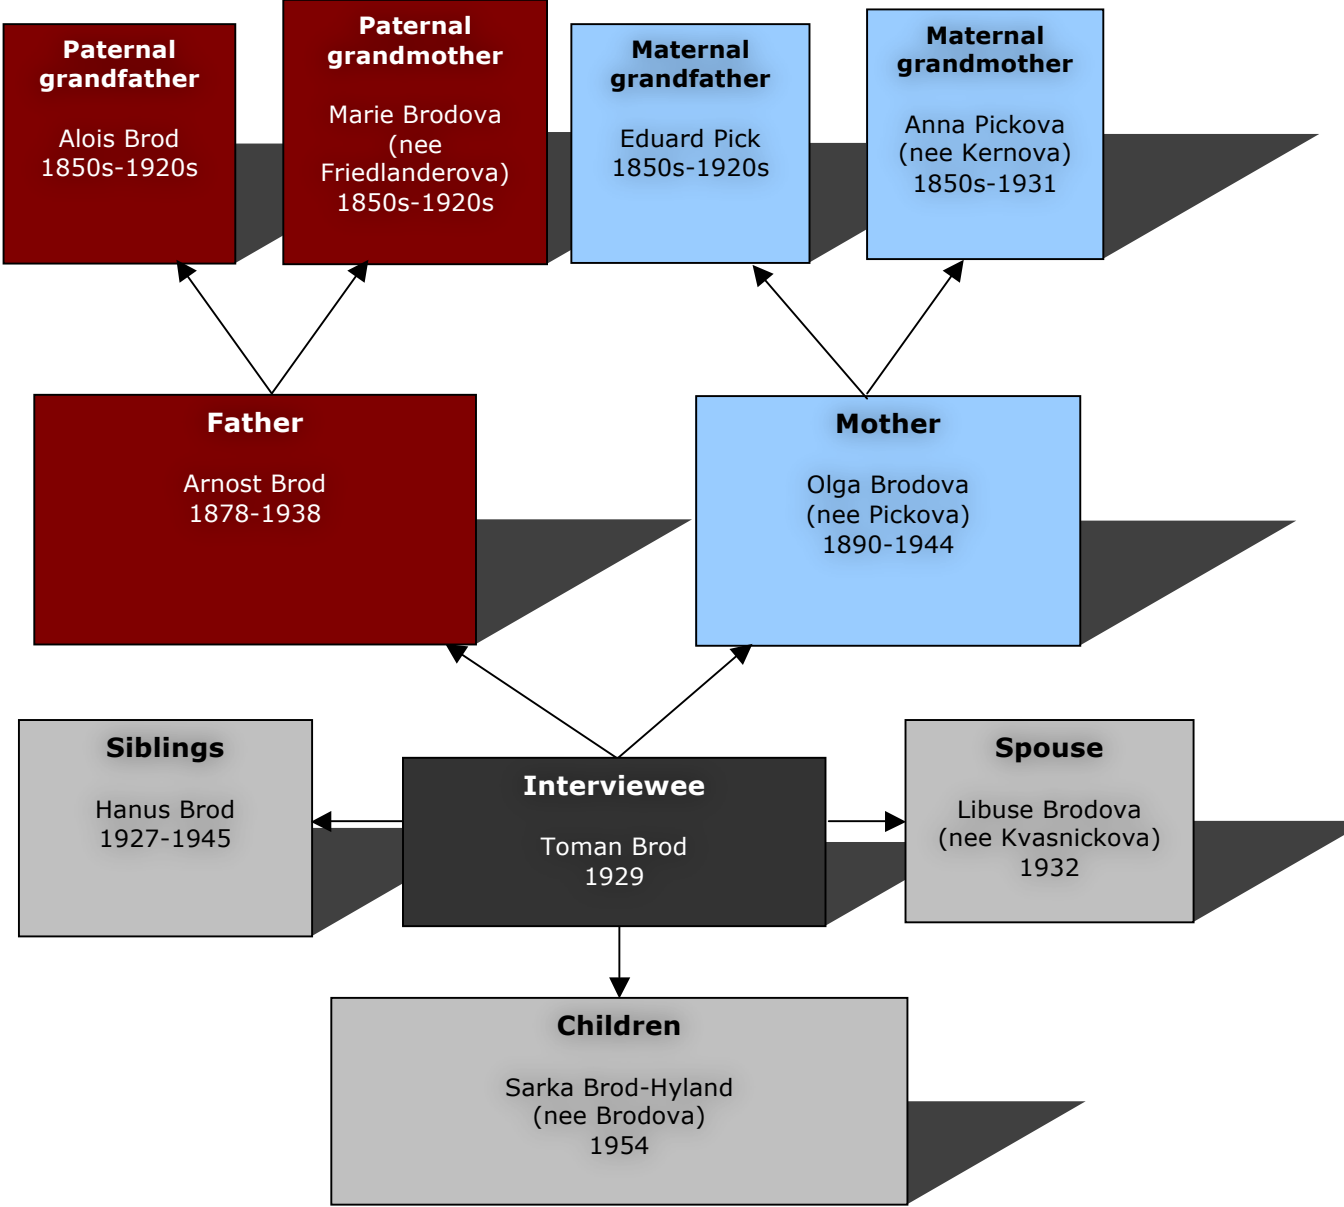 Paternal
grandfather
Alois Brod
1850s-1920s
Paternal
grandmother
Marie Brodova
(nee
Friedlanderova)
1850s-1920s
Maternal
grandfather
Eduard Pick
1850s-1920s
Maternal
grandmother
Anna Pickova
(nee Kernova)
1850s-1931
Father
Arnost Brod
1878-1938
Mother
Olga Brodova
(nee Pickova)
1890-1944
Siblings
Hanus Brod
1927-1945
Interviewee
Toman Brod
1929
Spouse
Libuse Brodova
(nee Kvasnickova)
1932
Children
Sarka Brod-Hyland
(nee Brodova)
1954